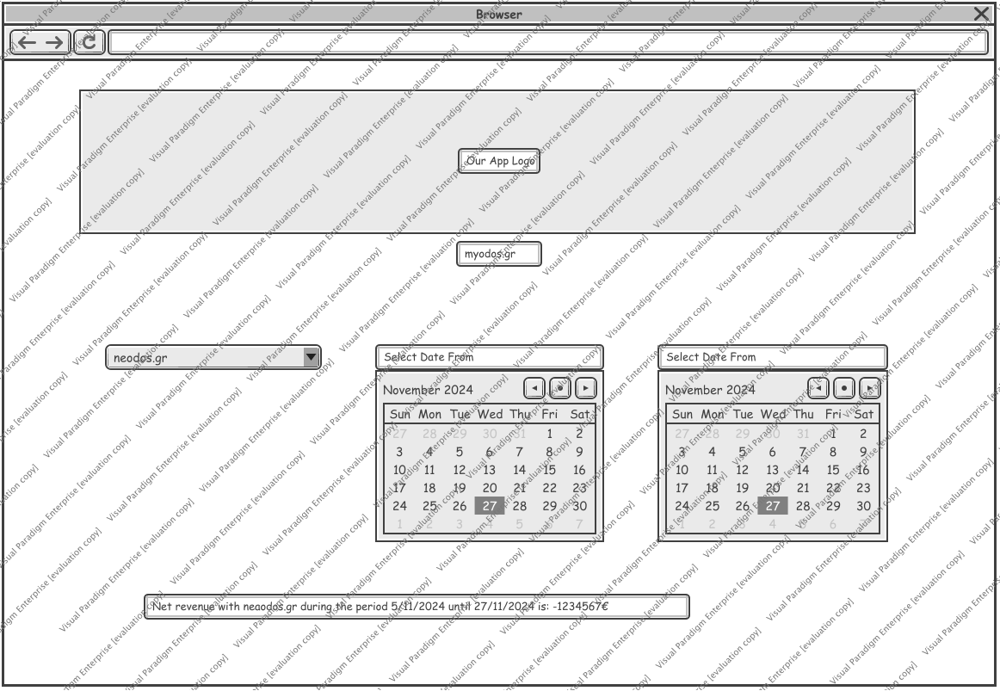 Browser
Our App Logo
myodos.gr
neodos.gr
Select Date From
Select Date From
November 2024
Sun Mon Tue Wed Thu Fri Sat
27 28 29 30 31 1 2
3 4 5 6 7 8 9
10 11 12 13 14 15 16
17 18 19 20 21 22 23
24 25 26 27 28 29 30
1 2 3 4 5 6 7
November 2024
Sun Mon Tue Wed Thu Fri Sat
27 28 29 30 31 1 2
3 4 5 6 7 8 9
10 11 12 13 14 15 16
17 18 19 20 21 22 23
24 25 26 27 28 29 30
1 2 3 4 5 6 7
Net revenue with neaodos.gr during the period 5/11/2024 until 27/11/2024 is: -1234567€
Visual Paradigm Enterprise [evaluation copy]